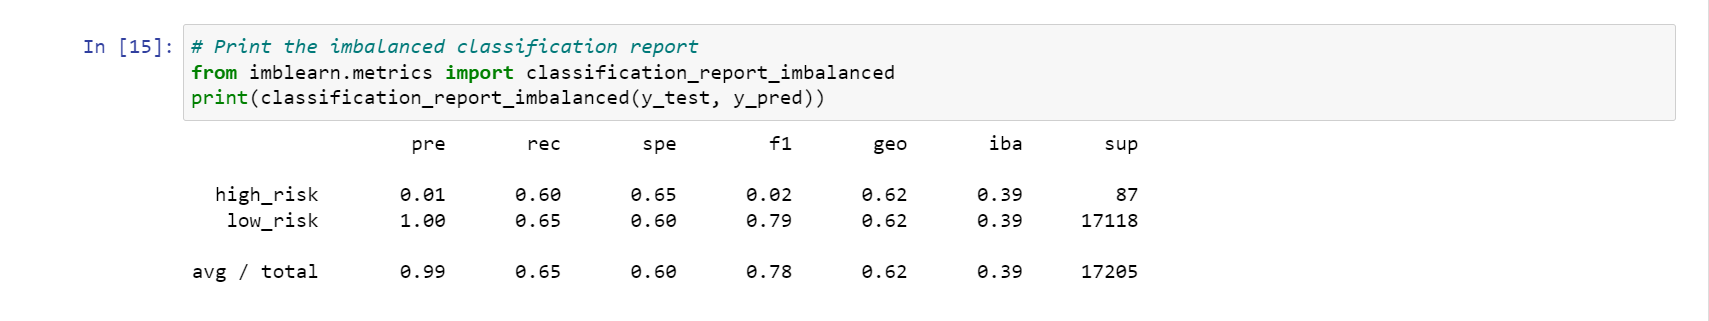 In [15]: # Print the imbalanced classification report
from imblearn.metrics import classification_report_imbalanced
print(classification_report_imbalanced(y_test, y_pred))
pre rec spe f1 geo iba sup
high_risk 0.01 0.60 0.65 0.02 0.62 0.39 87
low_risk 1.00 0.65 0.60 0.79 0.62 0.39 17118
avg / total 0.99 0.65 0.60 0.78 0.62 0.39 17205